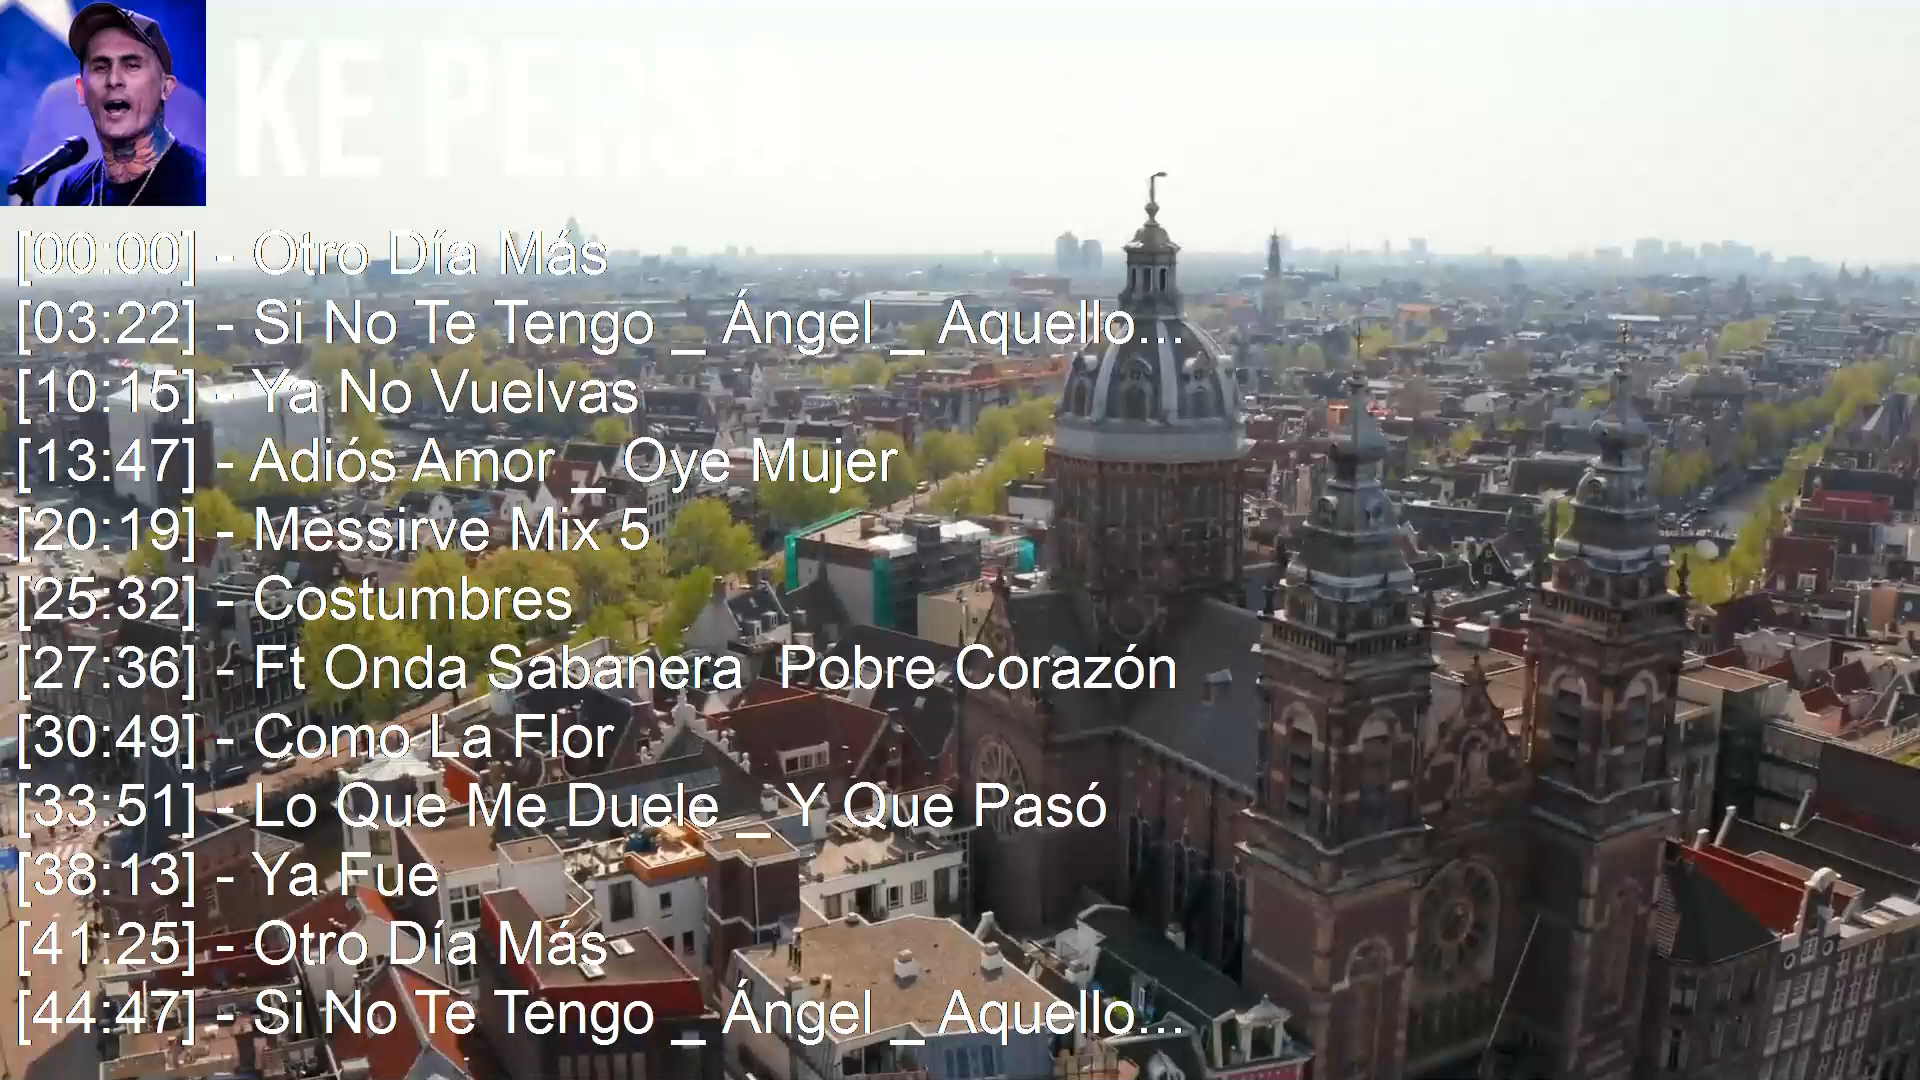 KE PERS
[00:00] - Otro Día Más
[03:22] - Si No Te Tengo _ Ángel _ Aquello...
[10:15] - Ya No Vuelvas
[13:47] - Adiós Amor _ Oye Mujer
[20:19] - Messirve Mix 5
[25:32] - Costumbres
[27:36] - Ft Onda Sabanera  Pobre Corazón
[30:49] - Como La Flor
[33:51] - Lo Que Me Duele _ Y Que Pasó
[38:13] - Ya Fue
[41:25] - Otro Día Más
[44:47] - Si No Te Tengo _ Ángel _ Aquello...